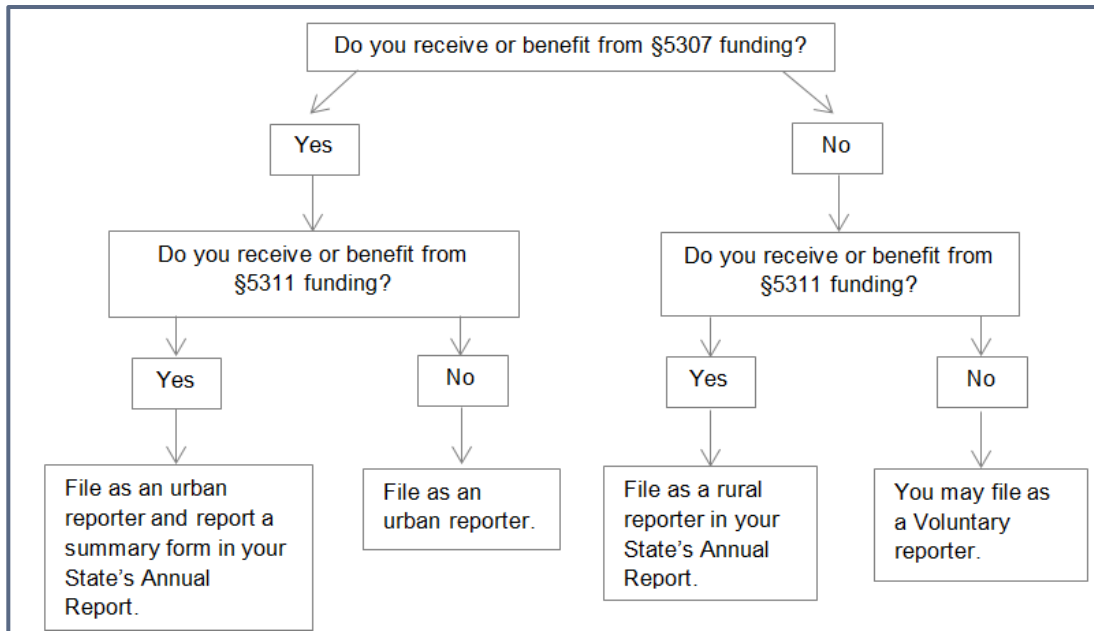 Do you receive or benefit from §5307 funding?
Yes
No
Do you receive or benefit from
§5311 funding?
Do you receive or benefit from
§5311 funding?
Yes
No
Yes
No
File as an urban
reporter and report a
summary form in your
State’s Annual
Report.
File as an
urban reporter.
File as a rural
reporter in your
State’s Annual
Report.
You may file as
a Voluntary
reporter.